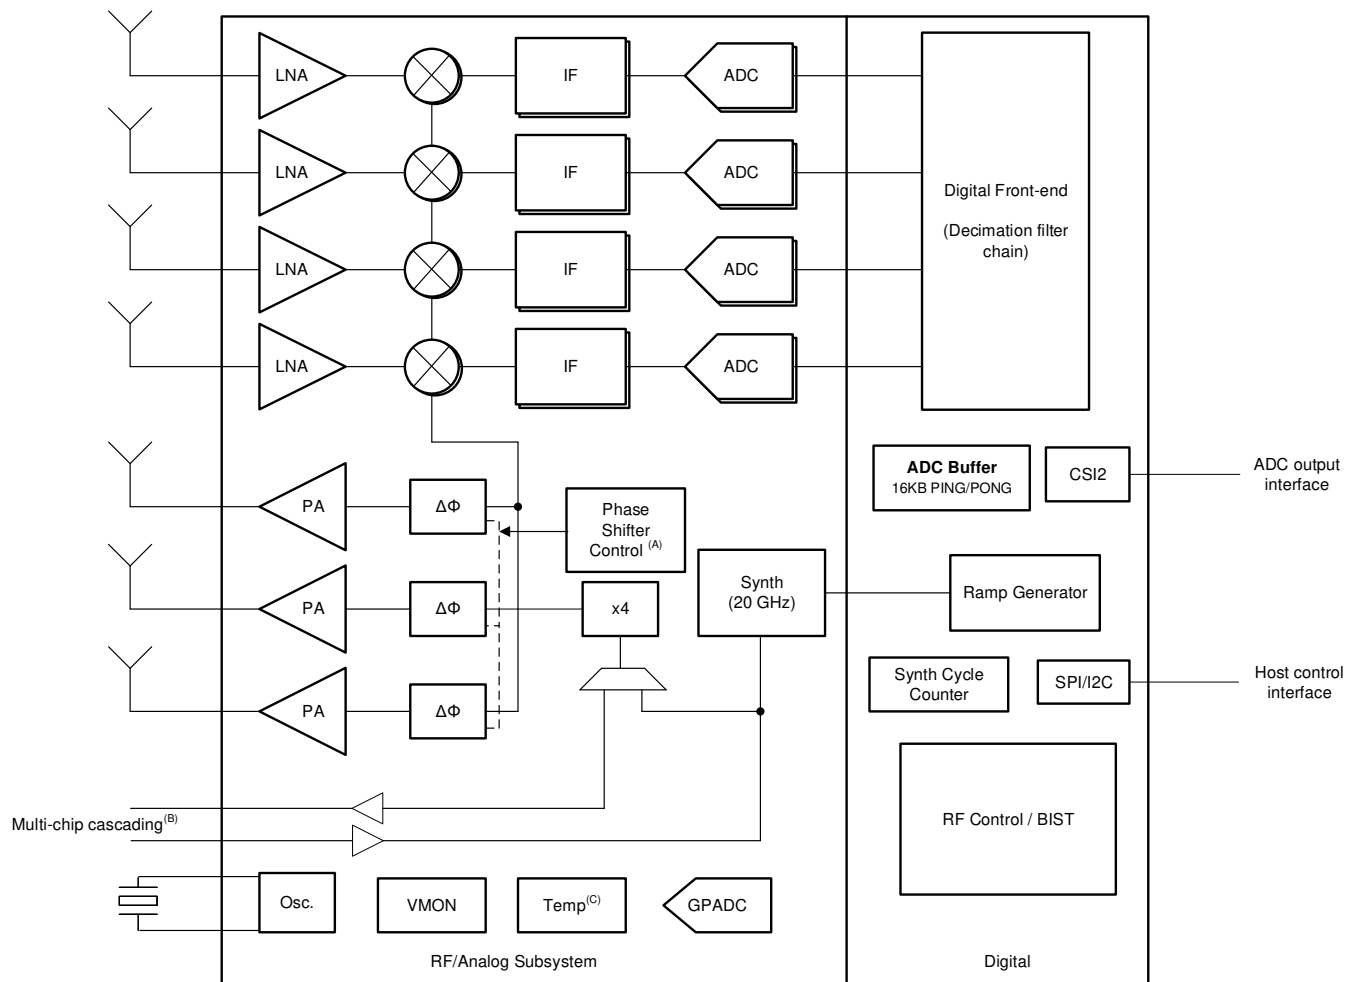 LNA
IF
ADC
LNA
IF
ADC
LNA
IF
ADC
LNA
IF
ADC
Digital Front-end
(Decimation filter
chain)
PA
ΔΦ
Phase
Shifter
Control (A)
PA
ΔΦ
x4
Synth
(20 GHz)
PA
ΔΦ
ADC Buffer
16KB PING/PONG
CSI2
ADC output
interface
Ramp Generator
Synth Cycle
Counter
SPI/I2C
Host control
interface
RF Control / BIST
Multi-chip cascading(B)
Osc.
VMON
Temp(C)
GPADC
RF/Analog Subsystem
Digital